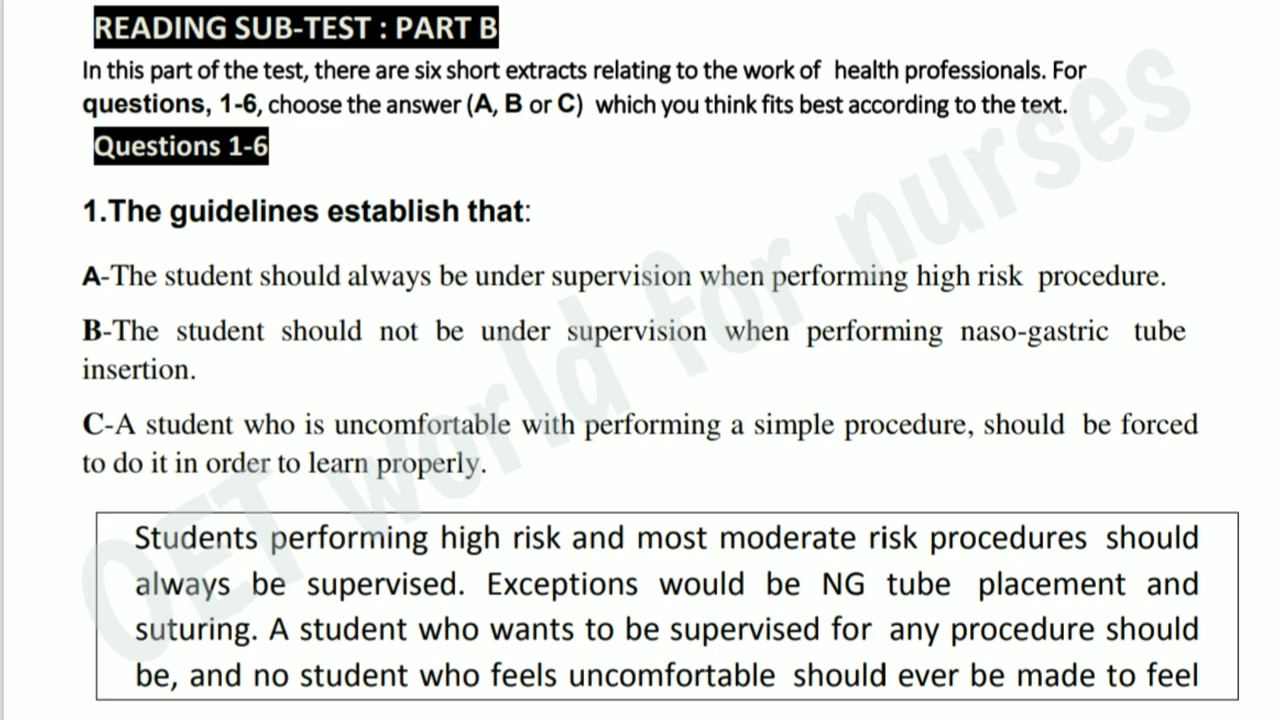 READING SUB-TEST : PART B
In this part of the test, there are six short extracts relating to the work of health professionals. For
questions, 1-6, choose the answer (A, B or C) which you think fits best according to the text.
Questions 1-6
1.The guidelines establish that:
A-The student should always be under supervision when performing high risk procedure.
B-The student should not be under supervision when performing naso-gastric tube
insertion.
C-A student who is uncomfortable with performing a simple procedure, should be forced
to do it in order to learn properly.
Students performing high risk and most moderate risk procedures should
always be supervised. Exceptions would be NG tube placement and
suturing. A student who wants to be supervised for any procedure should
be, and no student who feels uncomfortable should ever be made to feel
OET world for nurses